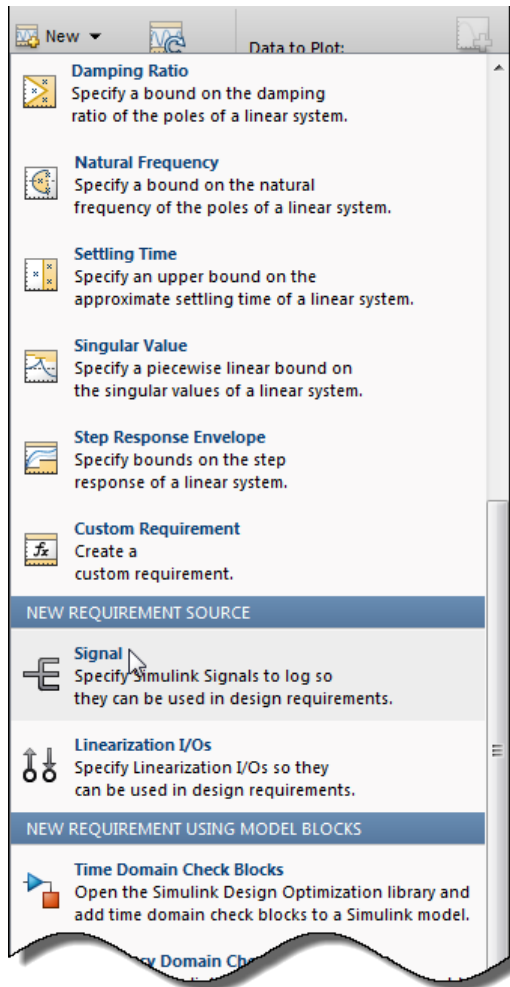 New
Data to Plot:
Damping Ratio
Specify a bound on the damping
ratio of the poles of a linear system.
Natural Frequency
Specify a bound on the natural
frequency of the poles of a linear system.
Settling Time
Specify an upper bound on the
approximate settling time of a linear system.
Singular Value
Specify a piecewise linear bound on
the singular values of a linear system.
Step Response Envelope
Specify bounds on the step
response of a linear system.
Custom Requirement
fx Create a
custom requirement.
NEW REQUIREMENT SOURCE
Signal
Specify Simulink Signals to log so
they can be used in design requirements.
Linearization I/Os
Specify Linearization I/Os so they
can be used in design requirements.
NEW REQUIREMENT USING MODEL BLOCKS
Time Domain Check Blocks
Open the Simulink Design Optimization library and
add time domain check blocks to a Simulink model.
Domain